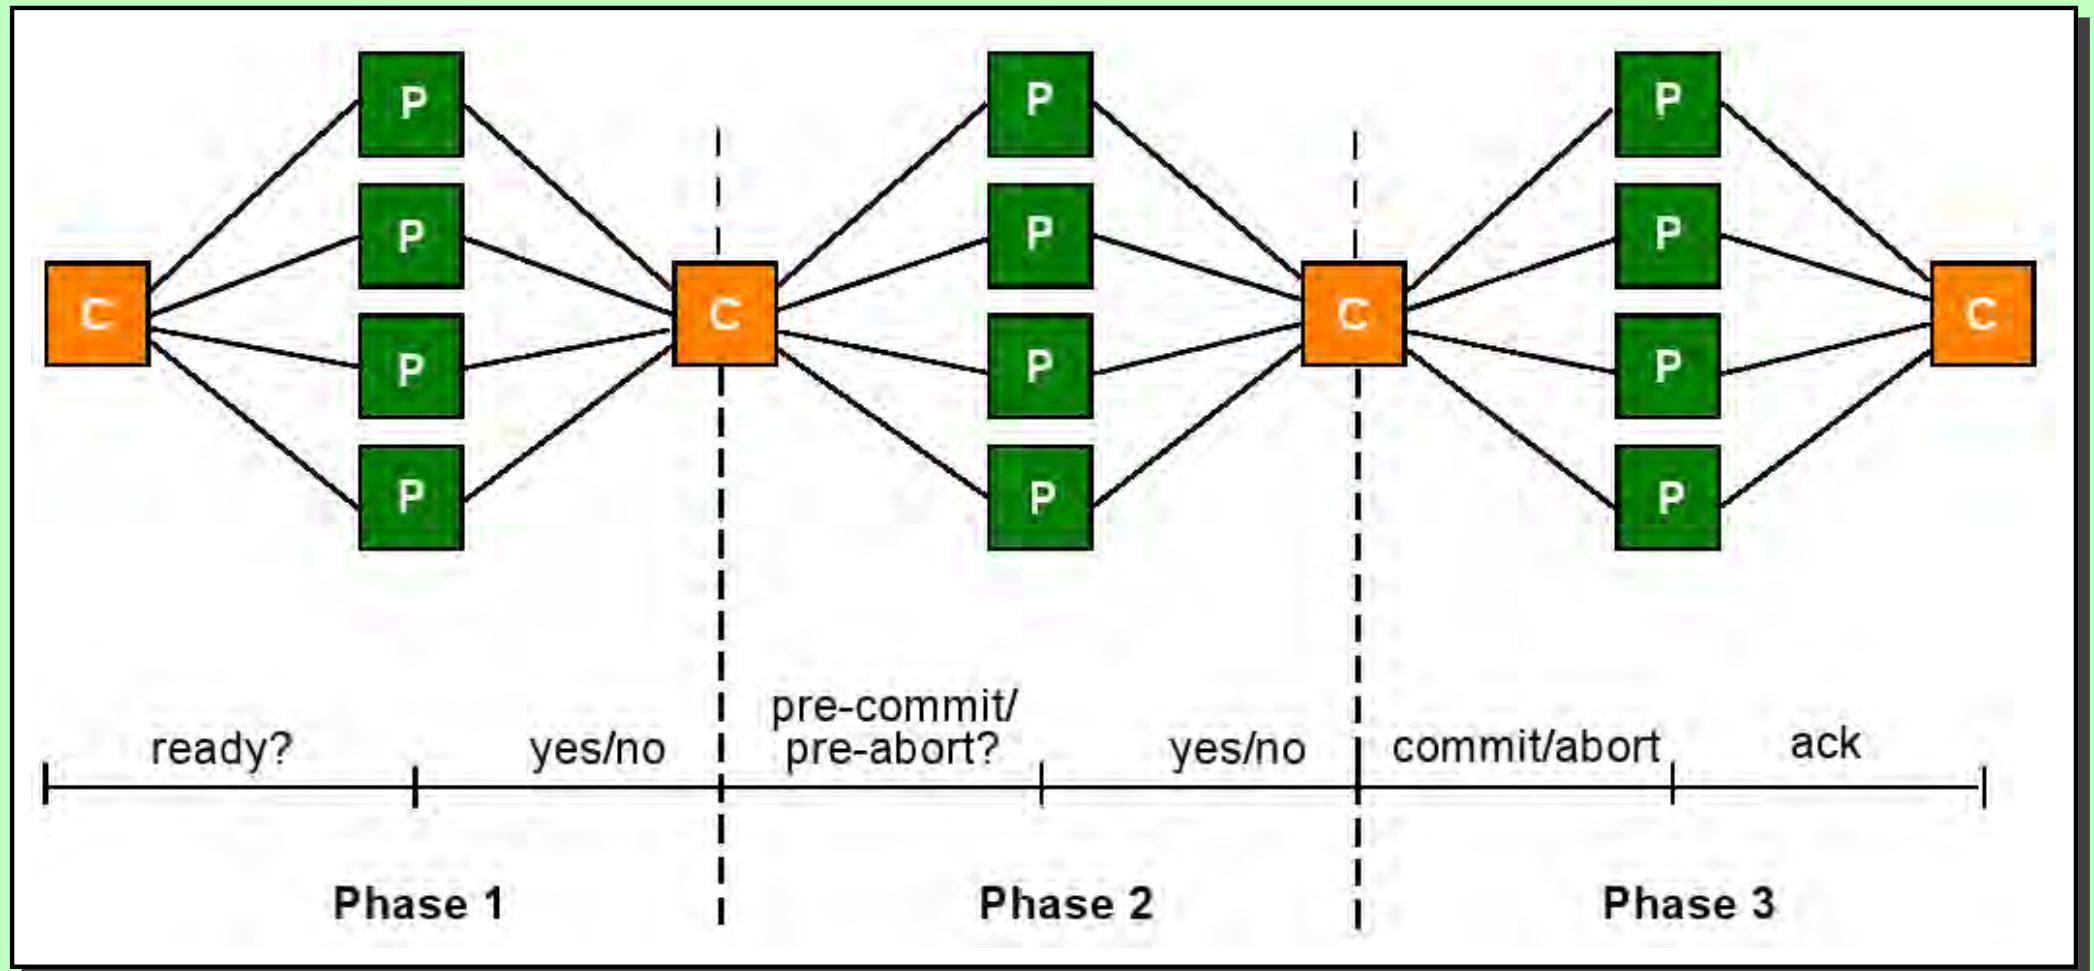 P
P
P
P
P
P
P
P
P
P
P
P
C
C
C
C
ready?
yes/no
pre-commit/
pre-abort?
yes/no
commit/abort
ack
Phase 1
Phase 2
Phase 3